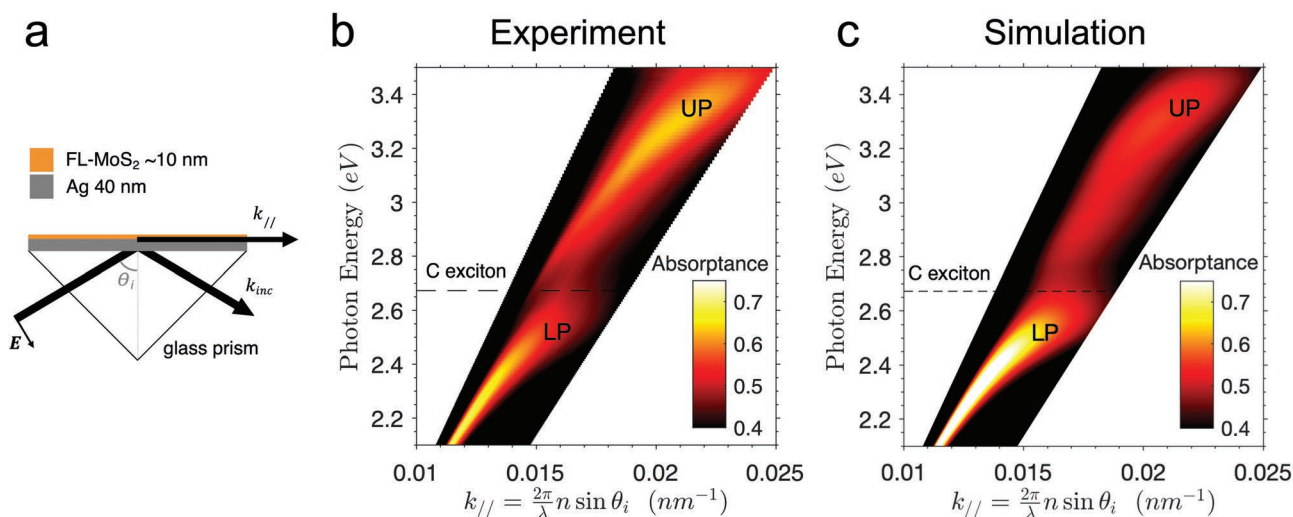 a
FL-MoS₂ ~10 nm
Ag 40 nm
k//
θi
kinc
E
glass prism
b Experiment
Photon Energy (eV)
3.4
3.2
3
2.8
2.6
2.4
2.2
UP
C exciton
LP
Absorptance
0.7
0.6
0.5
0.4
0.01 0.015 0.02 0.025
k// = 2π/λ n sin θi (nm⁻¹)
c Simulation
Photon Energy (eV)
3.4
3.2
3
2.8
2.6
2.4
2.2
UP
C exciton
LP
Absorptance
0.7
0.6
0.5
0.4
0.01 0.015 0.02 0.025
k// = 2π/λ n sin θi (nm⁻¹)